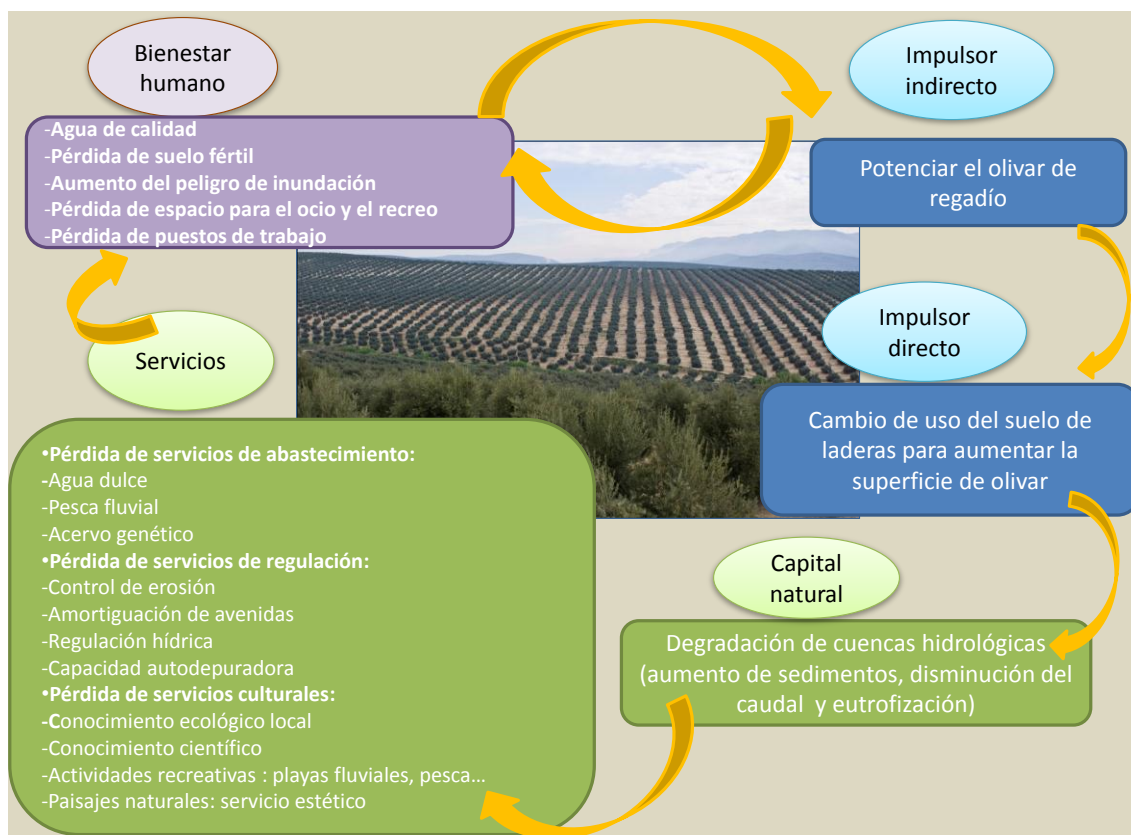 Bienestar
humano
-Agua de calidad
-Pérdida de suelo fértil
-Aumento del peligro de inundación
-Pérdida de espacio para el ocio y el recreo
-Pérdida de puestos de trabajo
Impulsor
indirecto
Potenciar el olivar de
regadío
Impulsor
directo
Cambio de uso del suelo de
laderas para aumentar la
superficie de olivar
Capital
natural
Degradación de cuencas hidrológicas
(aumento de sedimentos, disminución del
caudal y eutrofización)
Servicios
•Pérdida de servicios de abastecimiento:
-Agua dulce
-Pesca fluvial
-Acervo genético
•Pérdida de servicios de regulación:
-Control de erosión
-Amortiguación de avenidas
-Regulación hídrica
-Capacidad autodepuradora
•Pérdida de servicios culturales:
-Conocimiento ecológico local
-Conocimiento científico
-Actividades recreativas : playas fluviales, pesca…
-Paisajes naturales: servicio estético